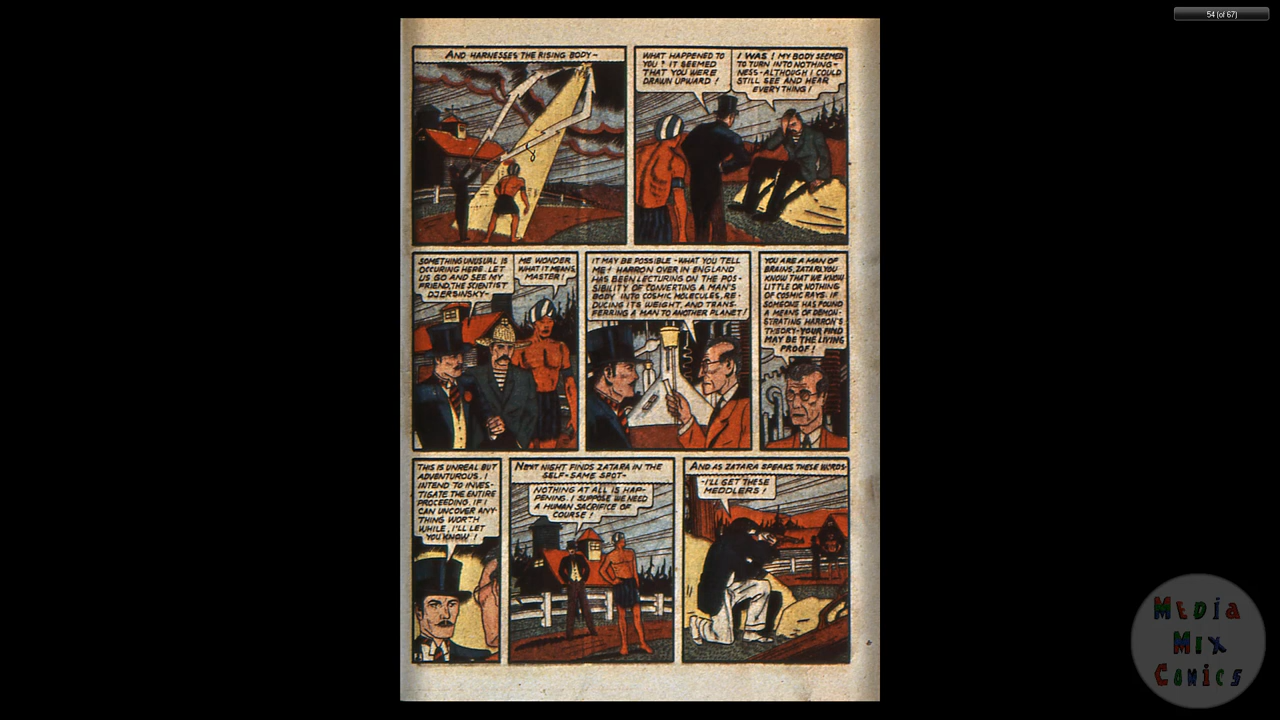 54 (of 67)
AND HARNESSES THE RISING BODY-
WHAT HAPPENED TO
YOU? IT SEEMED
THAT YOU WERE
DRAWN UPWARD!
I WAS! MY BODY SEEMED
TO TURN INTO NOTHING-
NESS-ALTHOUGH I COULD
STILL SEE AND HEAR
EVERYTHING!
SOMETHING UNUSUAL IS
OCCURING HERE. LET
US GO AND SEE MY
FRIEND, THE SCIENTIST
DJERSINSKY-
ME WONDER
WHAT IT MEANS,
MASTER!
IT MAY BE POSSIBLE-WHAT YOU TELL
ME! HARRON OVER IN ENGLAND
HAS BEEN LECTURING ON THE POS-
SIBILITY OF CONVERTING A MAN'S
BODY INTO COSMIC MOLECULES, RE-
DUCING ITS WEIGHT, AND TRANS-
FERRING A MAN TO ANOTHER PLANET!
YOU ARE A MAN OF
BRAINS, ZATARA. YOU
KNOW THAT WE KNOW
LITTLE OR NOTHING
OF COSMIC RAYS. IF
SOMEONE HAS FOUND
A MEANS OF DEMON-
STRATING HARRON'S
THEORY-YOUR FIND
MAY BE THE LIVING
PROOF!
THIS IS UNREAL BUT
ADVENTUROUS. I
INTEND TO INVES-
TIGATE THE ENTIRE
PROCEEDING. IF I
CAN UNCOVER ANY-
THING WORTH
WHILE, I'LL LET
YOU KNOW!
NEXT NIGHT FINDS ZATARA IN THE
SELF-SAME SPOT-
NOTHING AT ALL IS HAP-
PENING. I SUPPOSE WE NEED
A HUMAN SACRIFICE OF
COURSE!
AND AS ZATARA SPEAKS THESE WORDS-
-I'LL GET THESE
MEDDLERS!
MEDiA
Mix
COMiCS